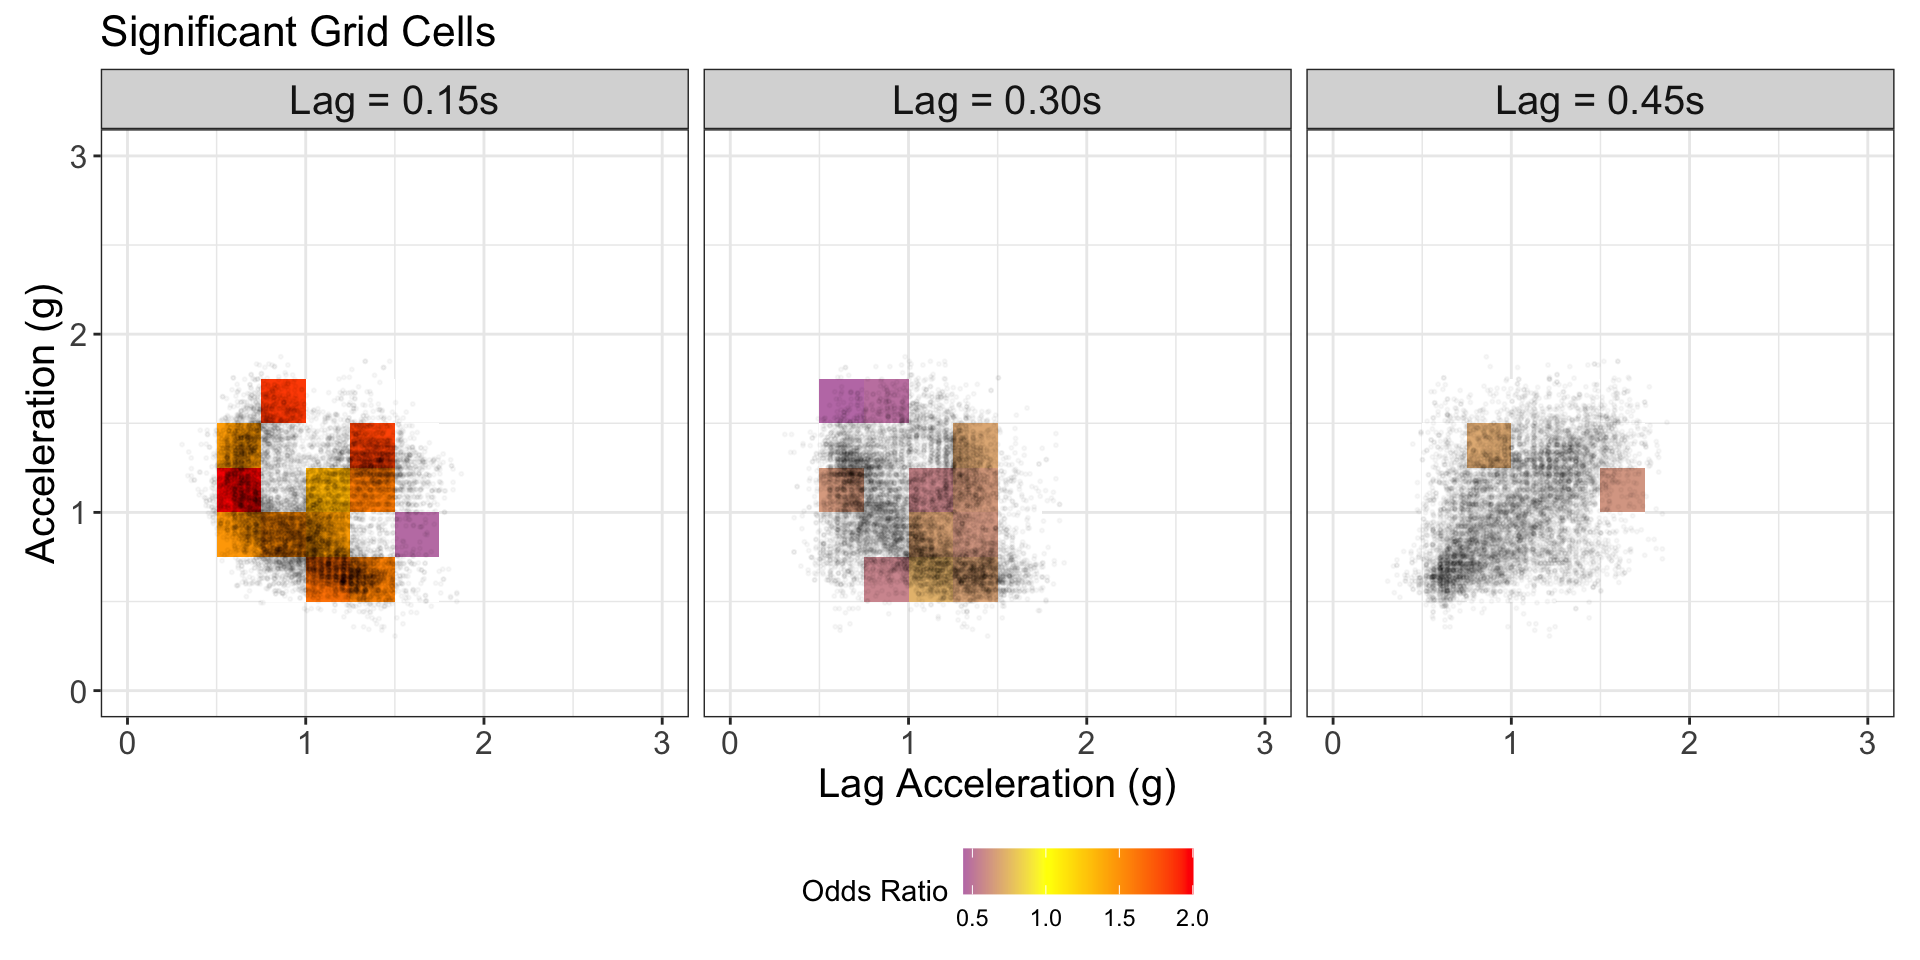 Significant Grid Cells
Lag = 0.15s
Lag = 0.30s
Lag = 0.45s
Acceleration (g)
3
2
1
0
0 1 2 3
0 1 2 3
0 1 2 3
Lag Acceleration (g)
Odds Ratio
0.5 1.0 1.5 2.0